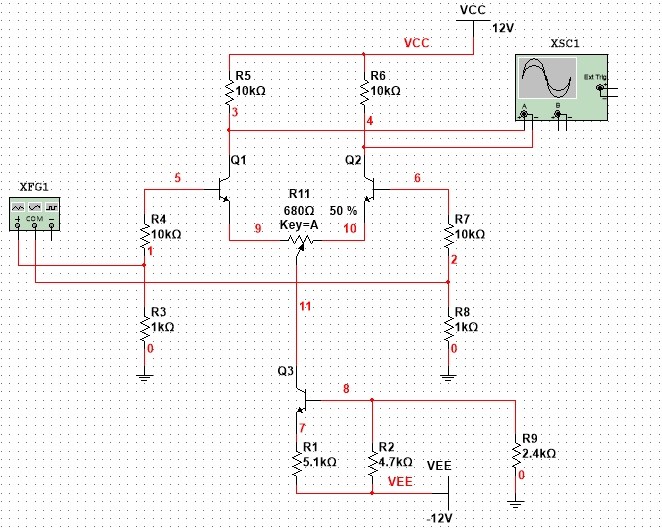 VCC
12V
VCC
XSC1
Ext Trig
+
-
A
B
+ - + -
R5
10kΩ
3
R6
10kΩ
4
Q1
Q2
5
6
XFG1
+ COM -
R11
680Ω
50 %
Key=A
R4
10kΩ
1
9
10
R7
10kΩ
2
R3
1kΩ
0
R8
1kΩ
0
11
Q3
8
7
R1
5.1kΩ
R2
4.7kΩ
R9
2.4kΩ
0
VEE
VEE
-12V